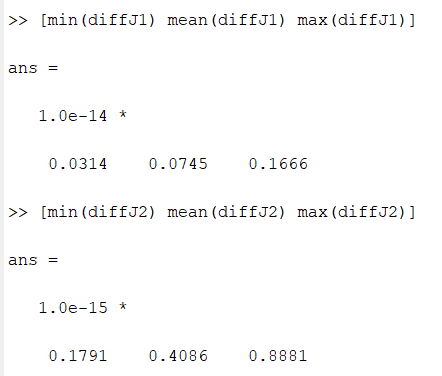 >> [min(diffJ1) mean(diffJ1) max(diffJ1)]
ans =
1.0e-14 *
0.0314 0.0745 0.1666
>> [min(diffJ2) mean(diffJ2) max(diffJ2)]
ans =
1.0e-15 *
0.1791 0.4086 0.8881